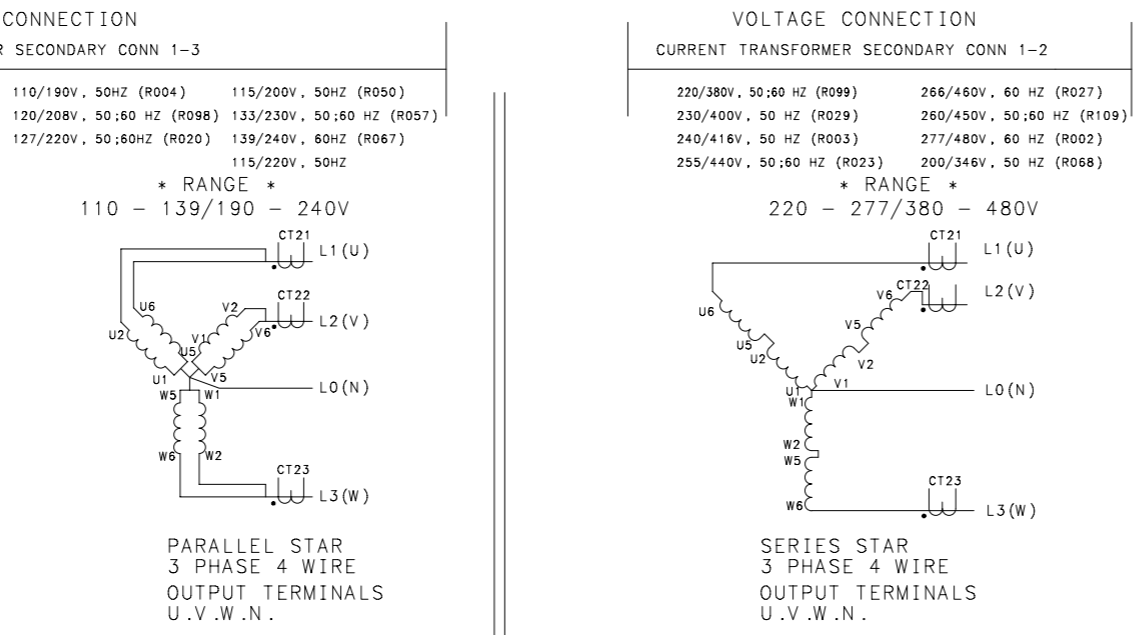 CONNECTION
R SECONDARY CONN 1-3
110/190V, 50HZ (R004) 115/200V, 50HZ (R050)
120/208V, 50;60 HZ (R098) 133/230V, 50;60 HZ (R057)
127/220V, 50;60HZ (R020) 139/240V, 60HZ (R067)
115/220V, 50HZ
* RANGE *
110 - 139/190 - 240V
CT21
L1(U)
U6
V2
CT22
U2
V1
V6
L2(V)
U5
U1
V5
W5
W1
L0(N)
W6
W2
CT23
L3(W)
PARALLEL STAR
3 PHASE 4 WIRE
OUTPUT TERMINALS
U.V.W.N.
VOLTAGE CONNECTION
CURRENT TRANSFORMER SECONDARY CONN 1-2
220/380V, 50;60 HZ (R099) 266/460V, 60 HZ (R027)
230/400V, 50 HZ (R029) 260/450V, 50;60 HZ (R109)
240/416V, 50 HZ (R003) 277/480V, 60 HZ (R002)
255/440V, 50;60 HZ (R023) 200/346V, 50 HZ (R068)
* RANGE *
220 - 277/380 - 480V
CT21
L1(U)
CT22
V6
L2(V)
U6
V5
U5
U2
V2
U1
V1
W1
L0(N)
W2
W5
W6
CT23
L3(W)
SERIES STAR
3 PHASE 4 WIRE
OUTPUT TERMINALS
U.V.W.N.